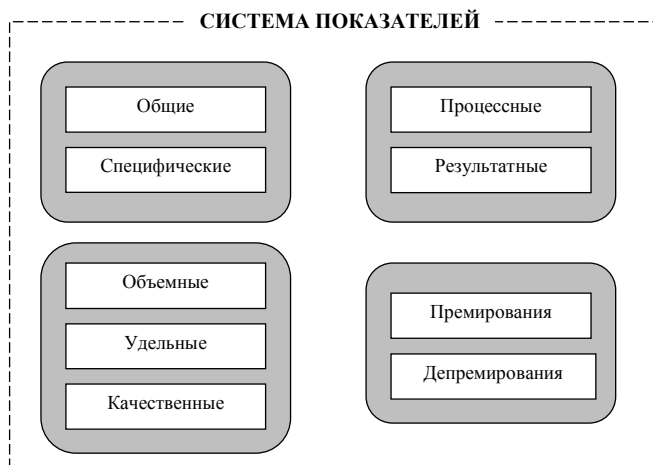 СИСТЕМА ПОКАЗАТЕЛЕЙ
Общие
Специфические
Процессные
Результатные
Объемные
Удельные
Качественные
Премирования
Депремирования